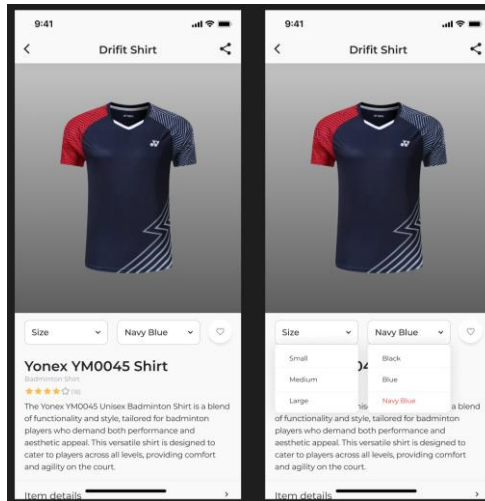 9:41
Drifit Shirt
Size
Navy Blue
Yonex YM0045 Shirt
Badminton Shirt
(10)
The Yonex YM0045 Unisex Badminton Shirt is a blend
of functionality and style, tailored for badminton
players who demand both performance and
aesthetic appeal. This versatile shirt is designed to
cater to players across all levels, providing comfort
and agility on the court.
Item details
9:41
Drifit Shirt
Size
Navy Blue
Small
Black
Medium
Blue
Large
Navy Blue
a blend
of functionality and style, tailored for badminton
players who demand both performance and
aesthetic appeal. This versatile shirt is designed to
cater to players across all levels, providing comfort
and agility on the court.
Item details